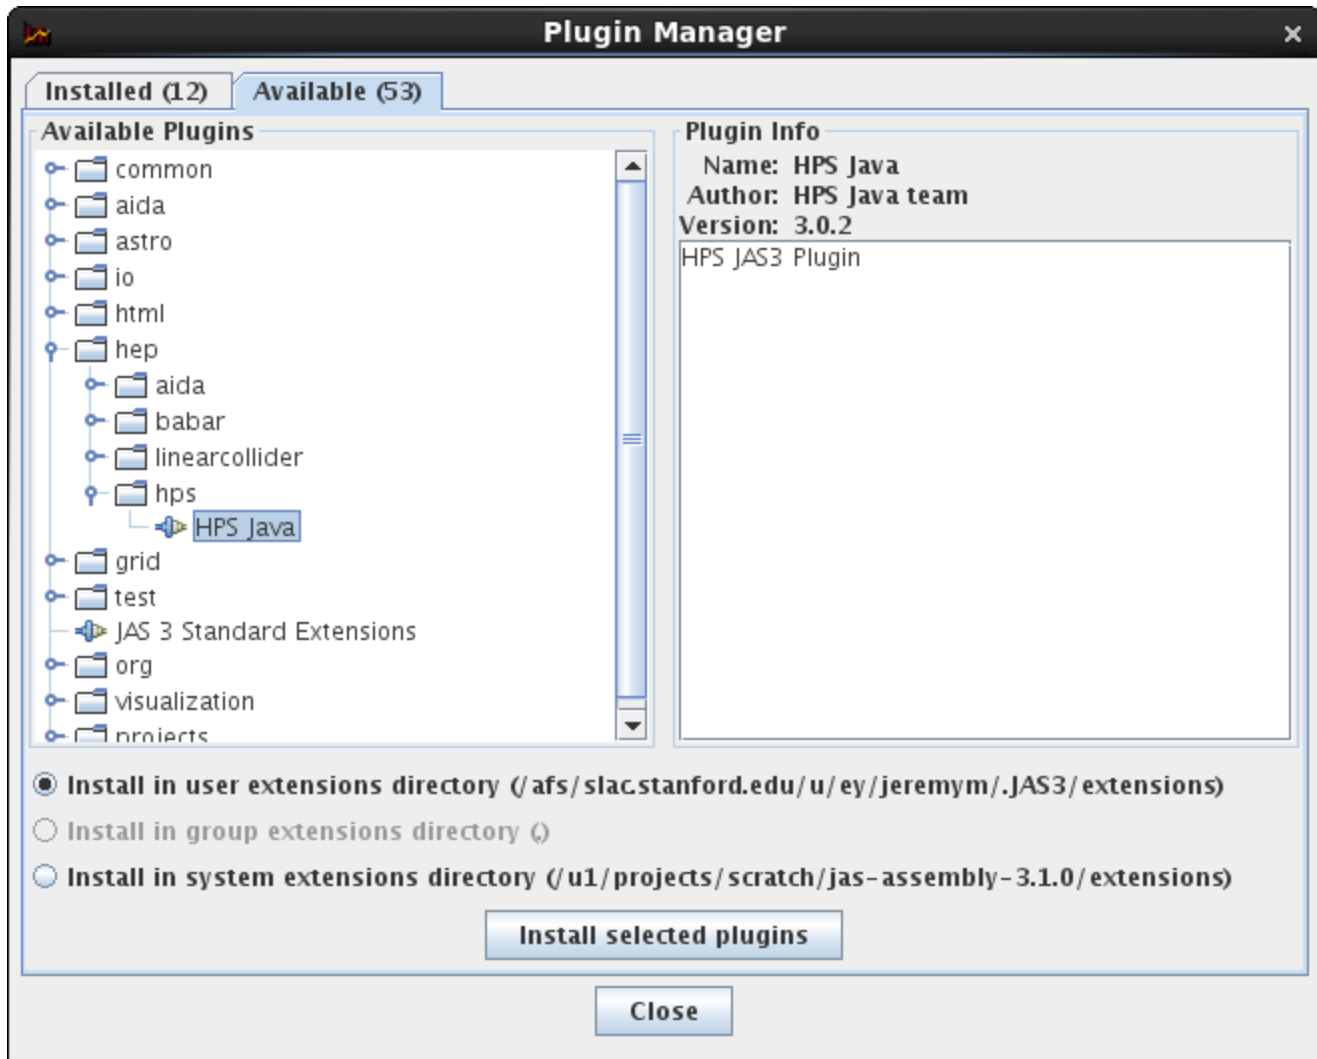 Plugin Manager
Installed (12)
Available (53)
Available Plugins
common
aida
astro
io
html
hep
aida
babar
linearcollider
hps
HPS Java
grid
test
JAS 3 Standard Extensions
org
visualization
projects
Plugin Info
Name: HPS Java
Author: HPS Java team
Version: 3.0.2
HPS JAS3 Plugin
Install in user extensions directory (/afs/slac.stanford.edu/u/ey/jeremym/.JAS3/extensions)
Install in group extensions directory (,)
Install in system extensions directory (/u1/projects/scratch/jas-assembly-3.1.0/extensions)
Install selected plugins
Close